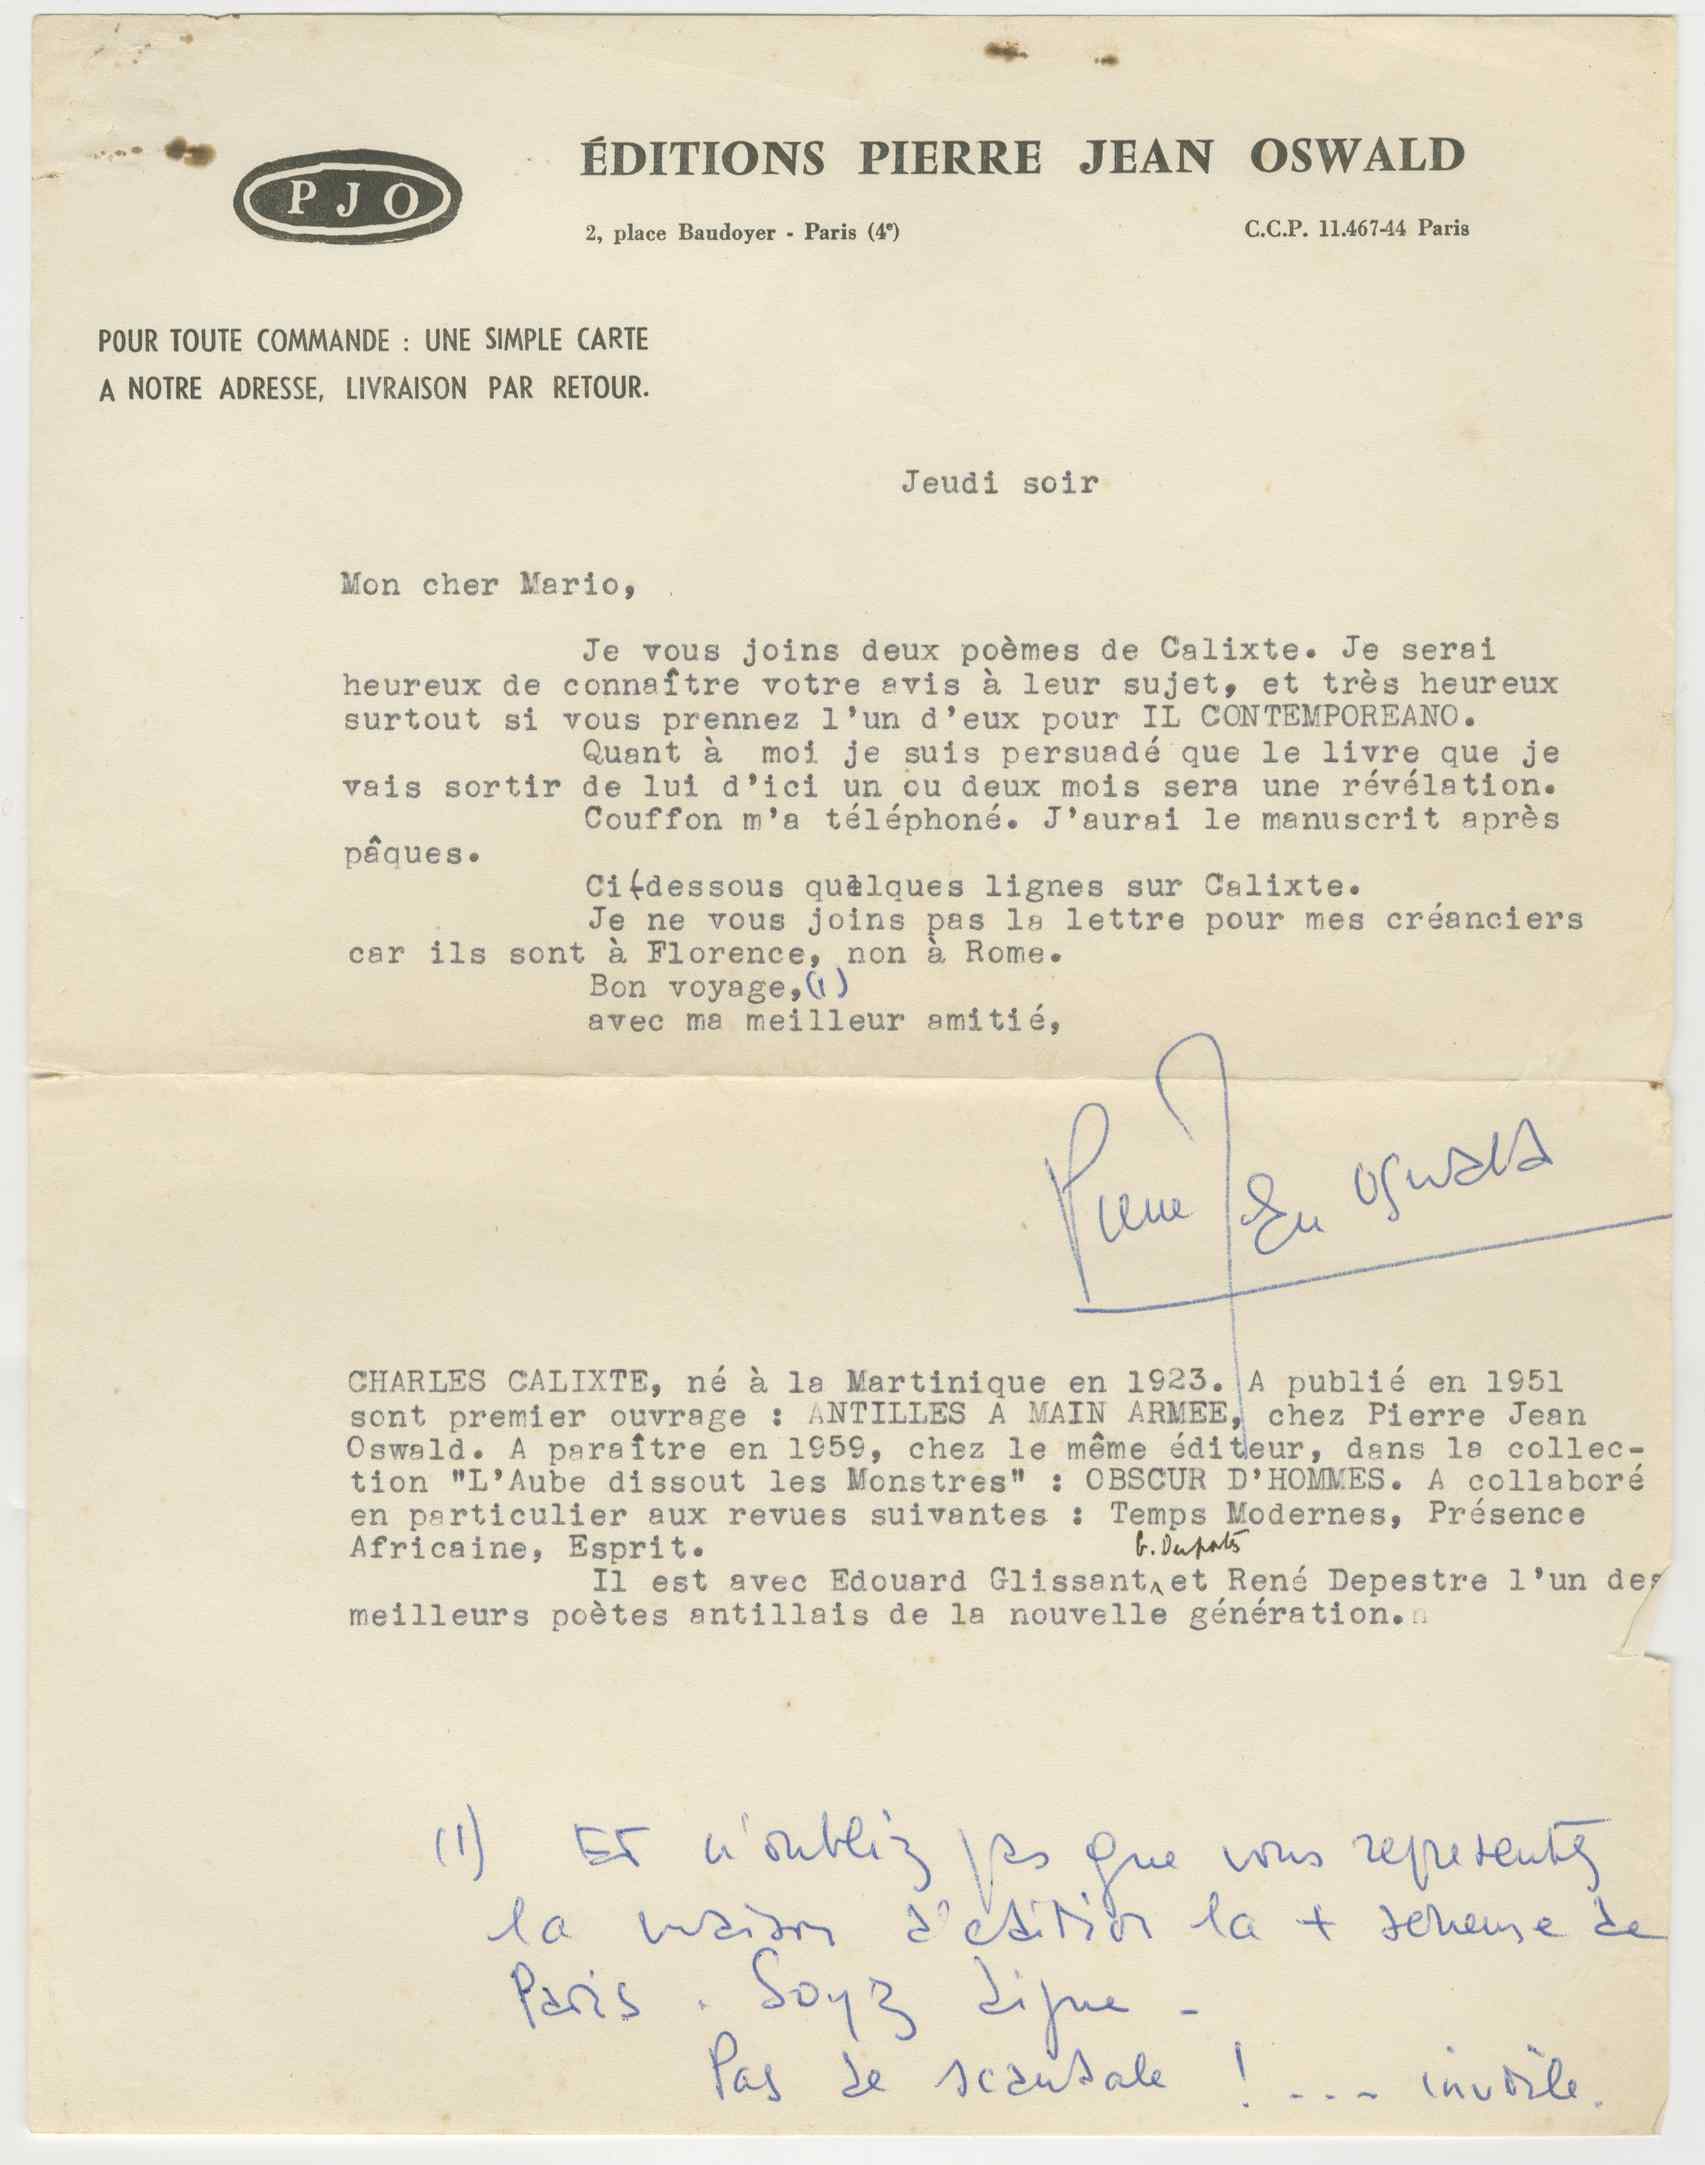 PJO
ÉDITIONS PIERRE JEAN OSWALD
2, place Baudoyer - Paris (4e)
C.C.P. 11.467-44 Paris
POUR TOUTE COMMANDE : UNE SIMPLE CARTE
A NOTRE ADRESSE, LIVRAISON PAR RETOUR.
Jeudi soir
Mon cher Mario,
Je vous joins deux poèmes de Calixte. Je serai
heureux de connaître votre avis à leur sujet, et très heureux
surtout si vous prennez l'un d'eux pour IL CONTEMPOREANO.
Quant à moi je suis persuadé que le livre que je
vais sortir de lui d'ici un ou deux mois sera une révélation.
Couffon m'a téléphoné. J'aurai le manuscrit après
pâques.
Ci-dessous quelques lignes sur Calixte.
Je ne vous joins pas la lettre pour mes créanciers
car ils sont à Florence, non à Rome.
Bon voyage,(1)
avec ma meilleur amitié,
Pierre Jean Oswald
CHARLES CALIXTE, né à la Martinique en 1923. A publié en 1951
sont premier ouvrage : ANTILLES A MAIN ARMEE, chez Pierre Jean
Oswald. A paraître en 1959, chez le même éditeur, dans la collec-
tion "L'Aube dissout les Monstres" : OBSCUR D'HOMMES. A collaboré
en particulier aux revues suivantes : Temps Modernes, Présence
Africaine, Esprit.
G. Desportes
Il est avec Edouard Glissant et René Depestre l'un des
meilleurs poètes antillais de la nouvelle génération.
(1) Et n'oubliez pas que vous representez
la maison d'edition la + serieuse de
Paris. Soyez digne -
Pas de scandale ! ... inutile.